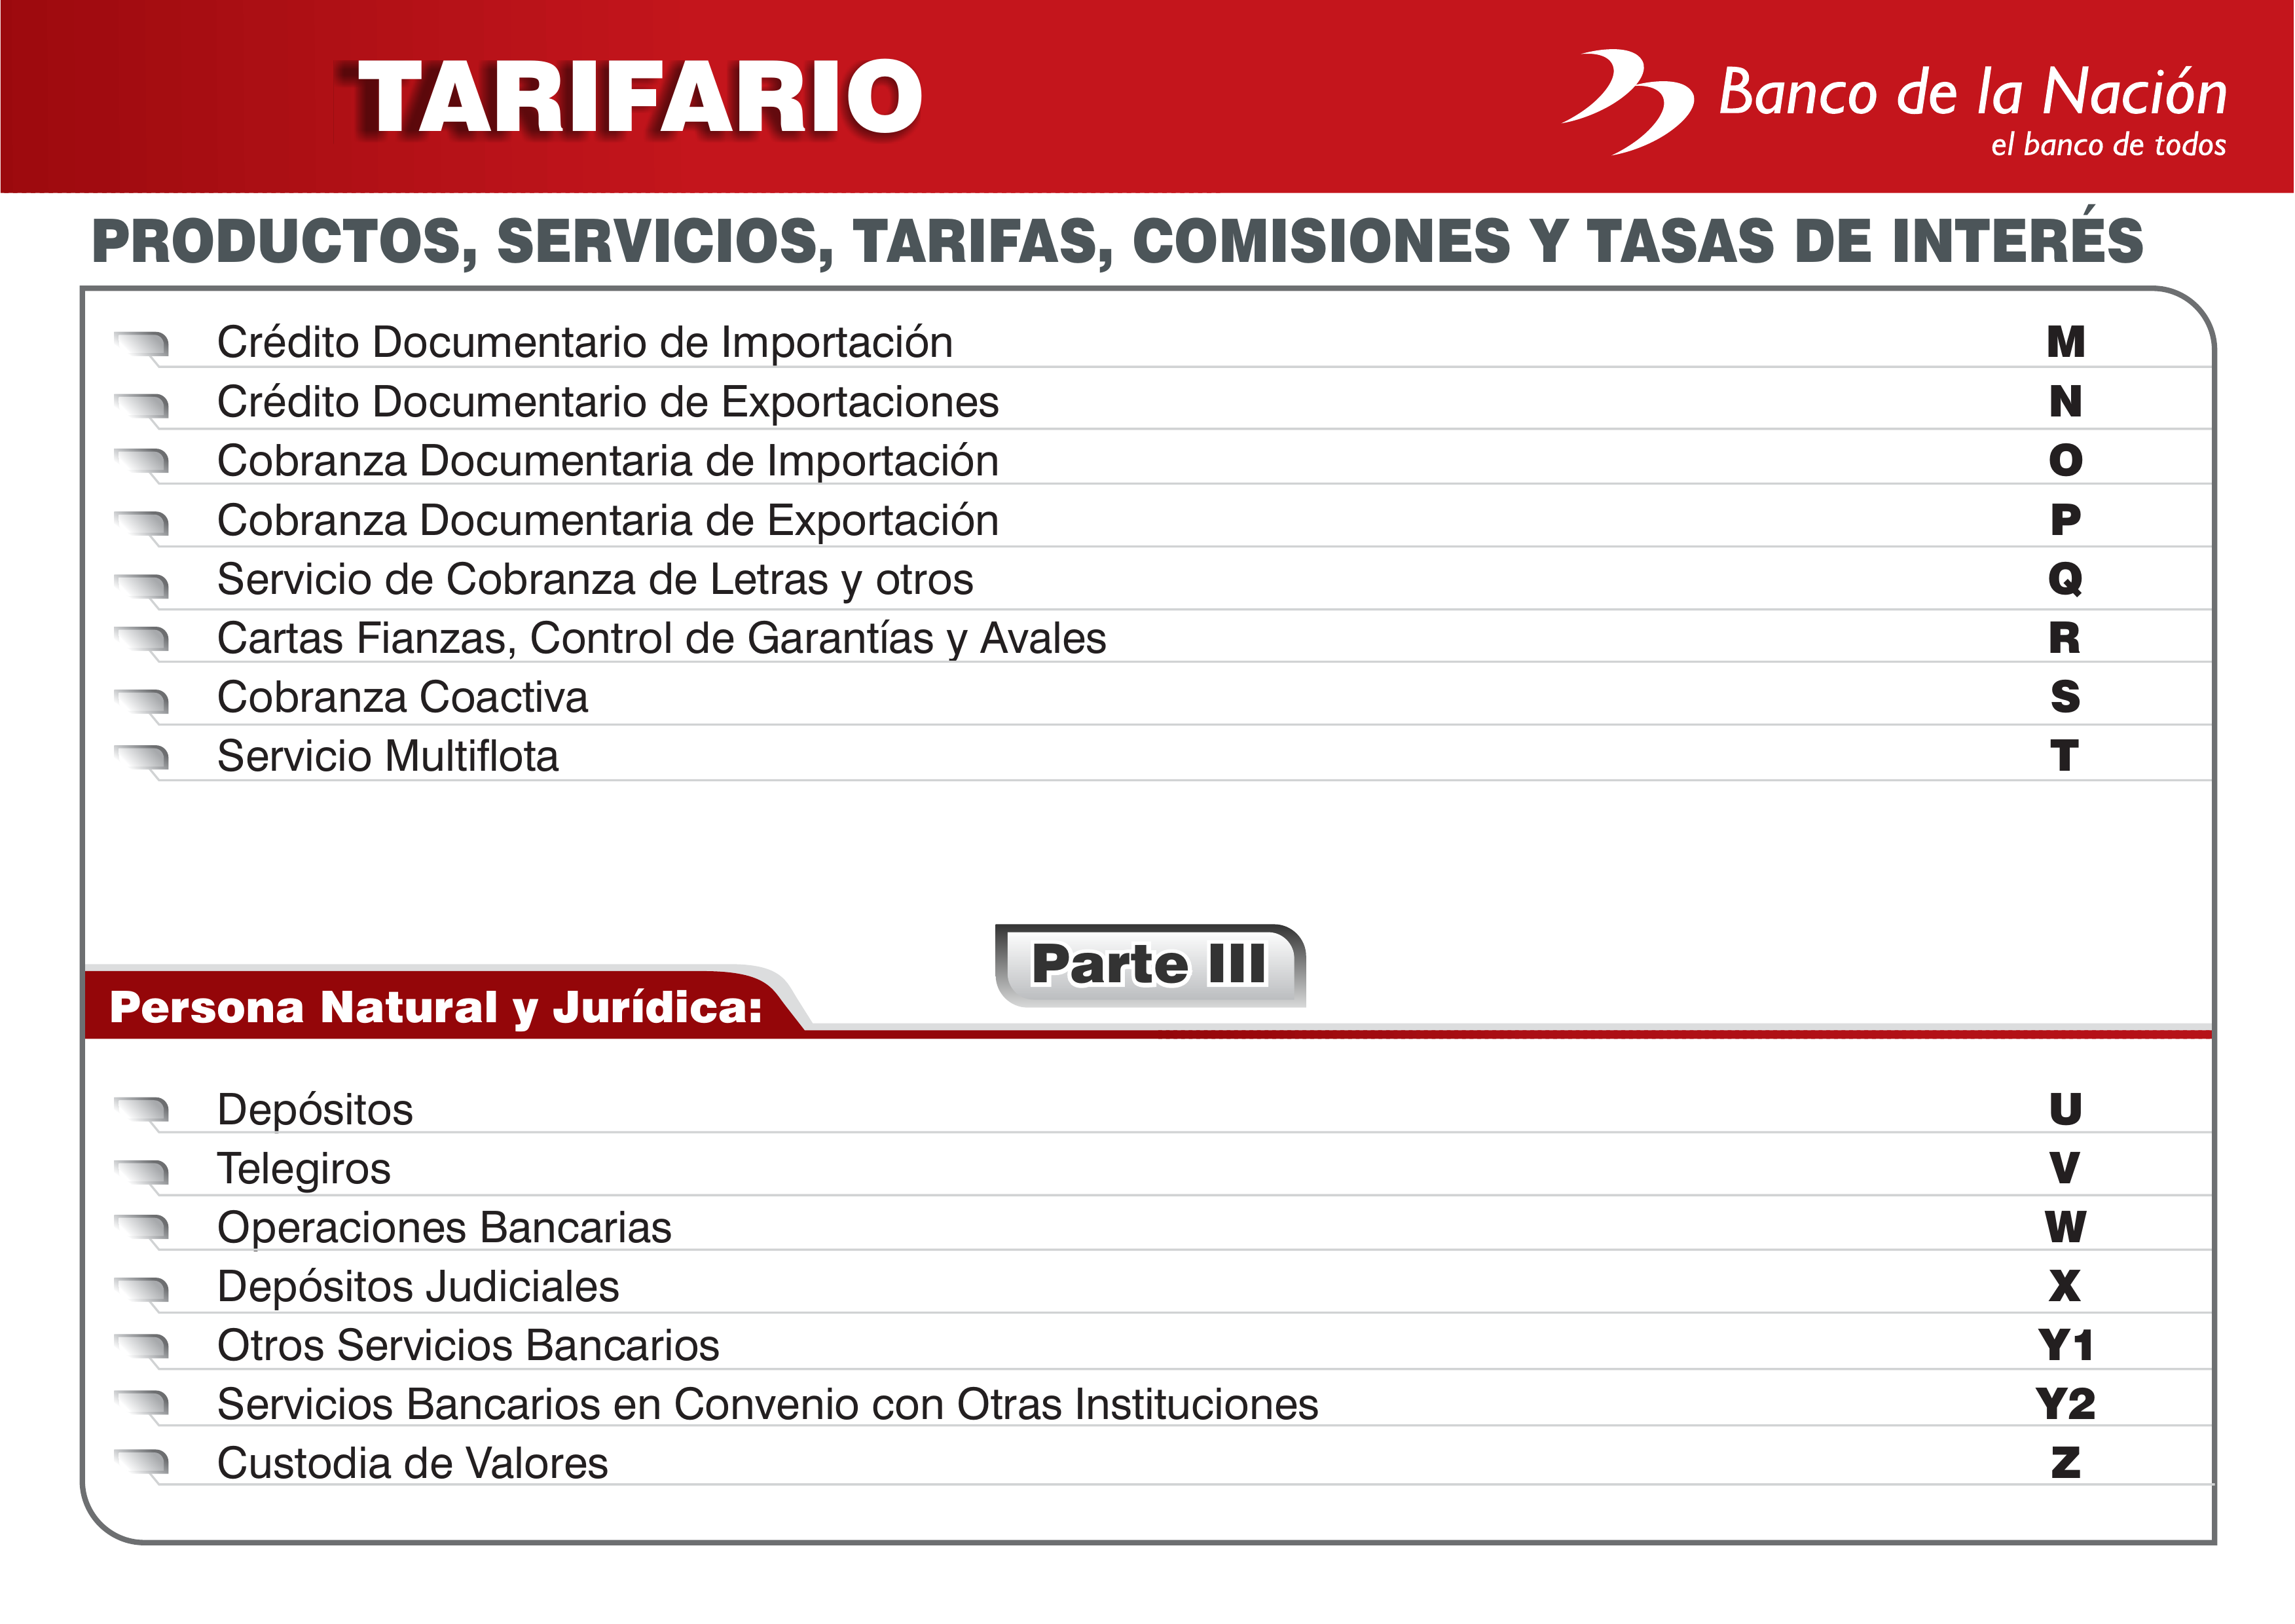 TARIFARIO
Banco de la Nación
el banco de todos
PRODUCTOS, SERVICIOS, TARIFAS, COMISIONES Y TASAS DE INTERÉS
Crédito Documentario de Importación M
Crédito Documentario de Exportaciones N
Cobranza Documentaria de Importación O
Cobranza Documentaria de Exportación P
Servicio de Cobranza de Letras y otros Q
Cartas Fianzas, Control de Garantías y Avales R
Cobranza Coactiva S
Servicio Multiflota T
Parte III
Persona Natural y Jurídica:
Depósitos U
Telegiros V
Operaciones Bancarias W
Depósitos Judiciales X
Otros Servicios Bancarios Y1
Servicios Bancarios en Convenio con Otras Instituciones Y2
Custodia de Valores Z